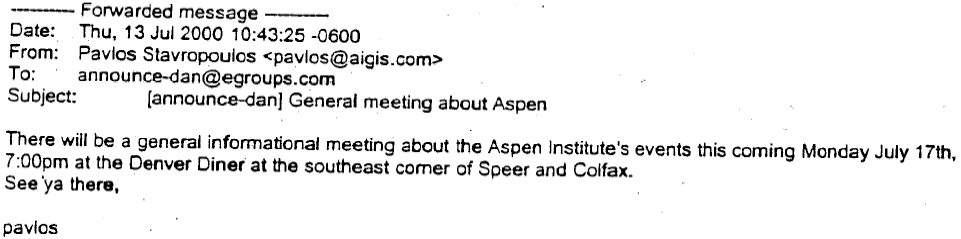 ---------- Forwarded message ----------
Date: Thu, 13 Jul 2000 10:43:25 -0600
From: Pavlos Stavropoulos <pavlos@aigis.com>
To: announce-dan@egroups.com
Subject: [announce-dan] General meeting about Aspen
There will be a general informational meeting about the Aspen Institute's events this coming Monday July 17th,
7:00pm at the Denver Diner at the southeast corner of Speer and Colfax.
See ya there,
pavlos